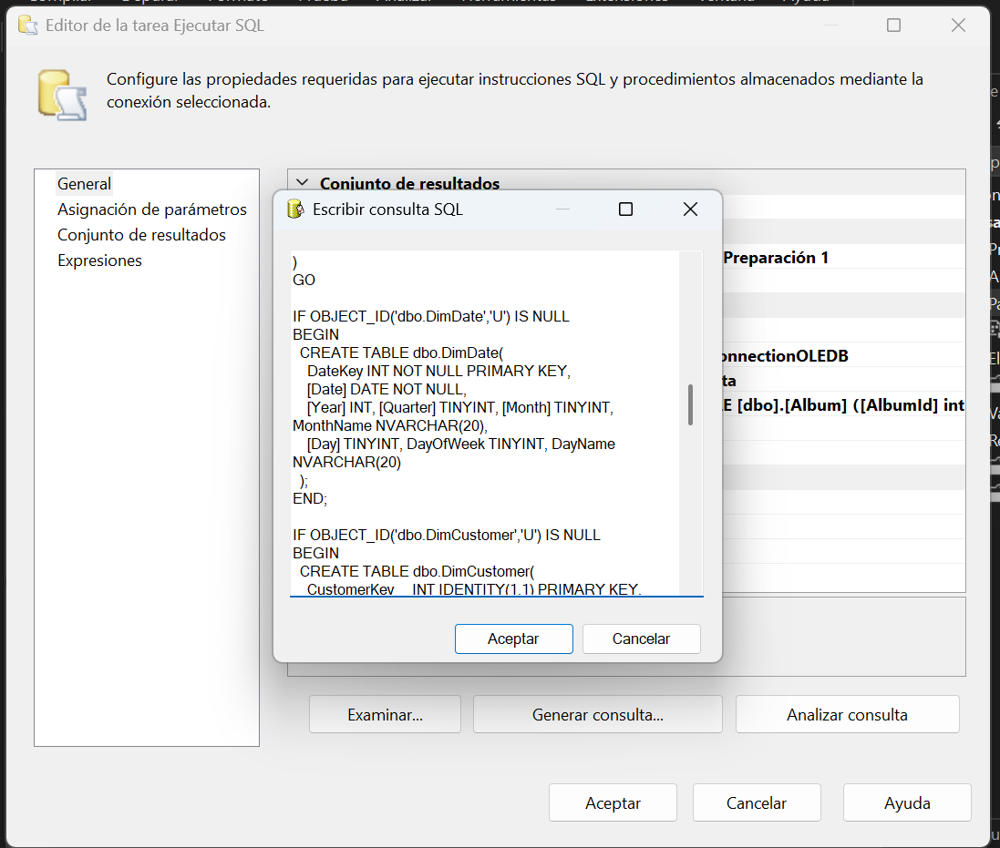 Editor de la tarea Ejecutar SQL
Configure las propiedades requeridas para ejecutar instrucciones SQL y procedimientos almacenados mediante la
conexión seleccionada.
General
Asignación de parámetros
Conjunto de resultados
Expresiones
Conjunto de resultados
Preparación 1
onnectionOLEDB
ta
E [dbo].[Album] ([AlbumId] int
Escribir consulta SQL
)
GO
IF OBJECT_ID('dbo.DimDate','U') IS NULL
BEGIN
CREATE TABLE dbo.DimDate(
DateKey INT NOT NULL PRIMARY KEY,
[Date] DATE NOT NULL,
[Year] INT, [Quarter] TINYINT, [Month] TINYINT,
MonthName NVARCHAR(20),
[Day] TINYINT, DayOfWeek TINYINT, DayName
NVARCHAR(20)
);
END;
IF OBJECT_ID('dbo.DimCustomer','U') IS NULL
BEGIN
CREATE TABLE dbo.DimCustomer(
CustomerKey INT IDENTITY(1,1) PRIMARY KEY,
Aceptar
Cancelar
Examinar...
Generar consulta...
Analizar consulta
Aceptar
Cancelar
Ayuda